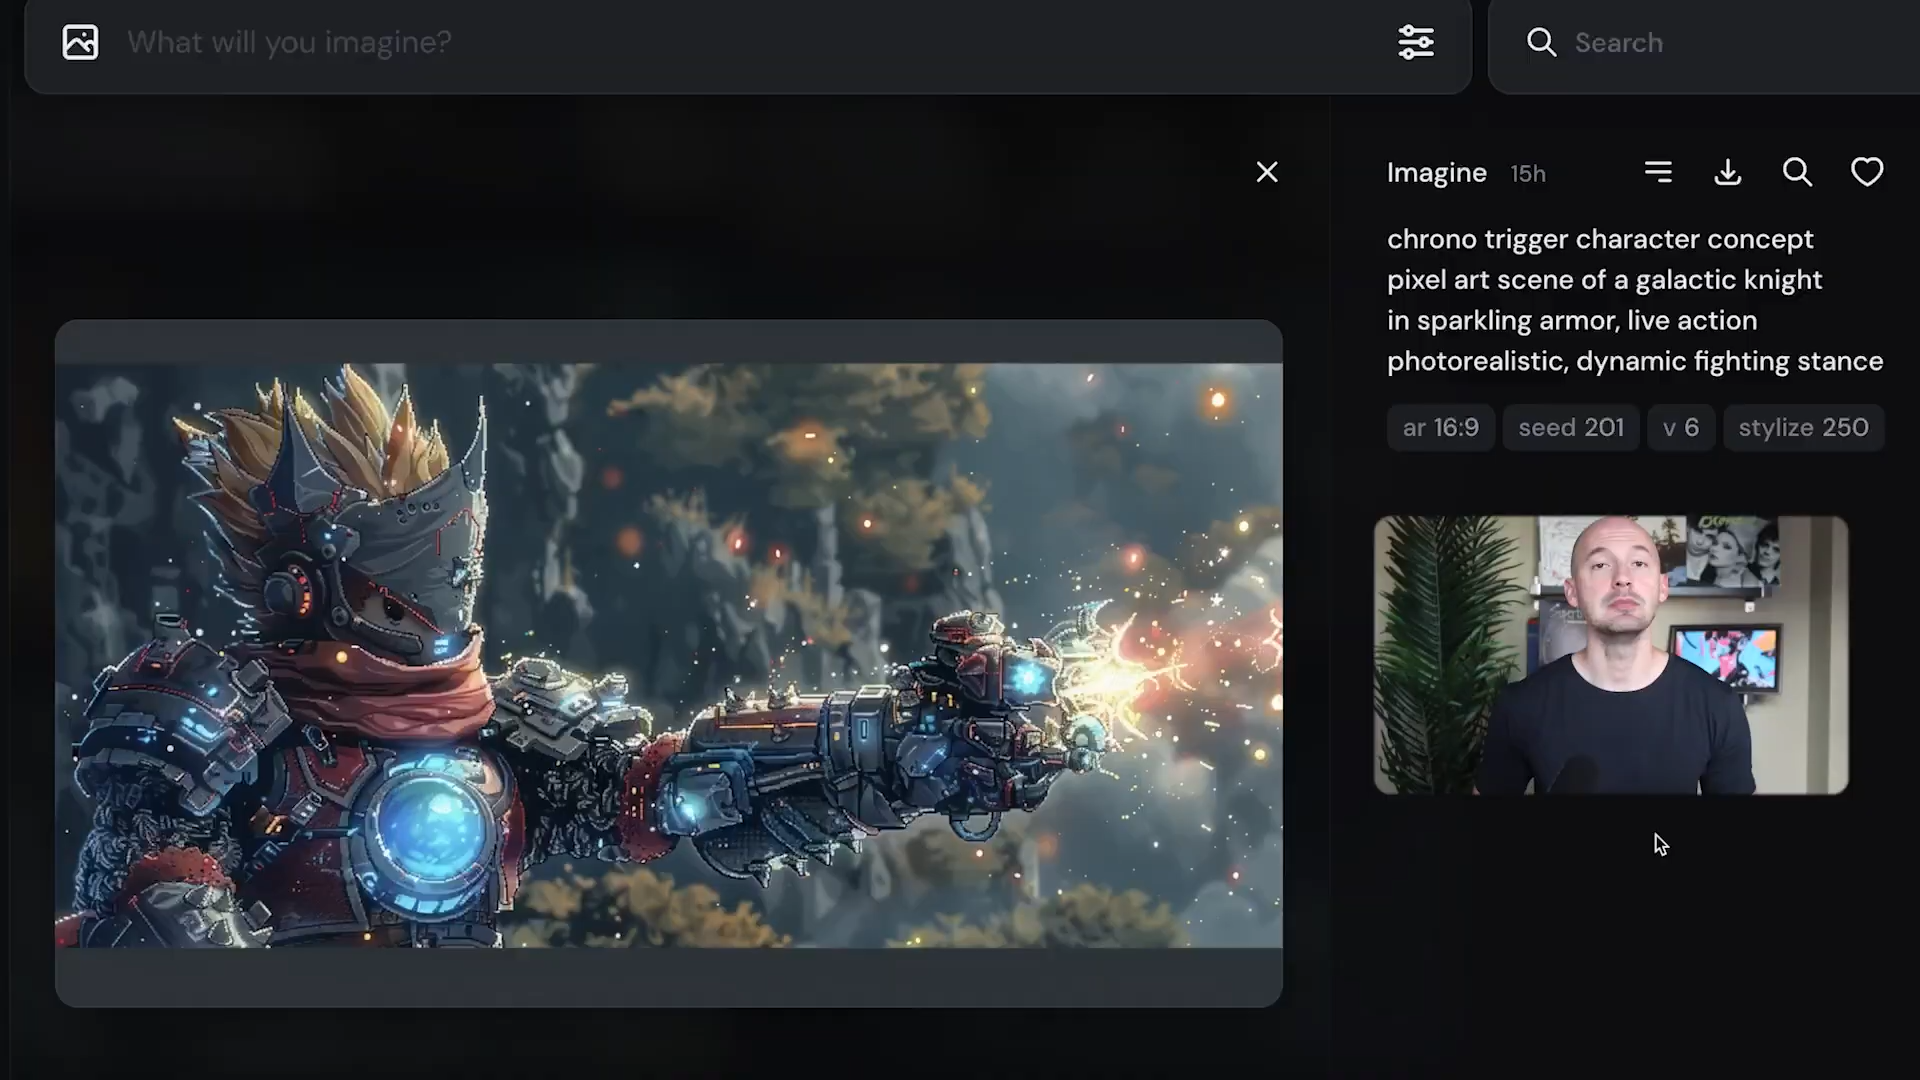 What will you imagine?
Search
Imagine 15h
chrono trigger character concept
pixel art scene of a galactic knight
in sparkling armor, live action
photorealistic, dynamic fighting stance
ar 16:9 seed 201 v 6 stylize 250